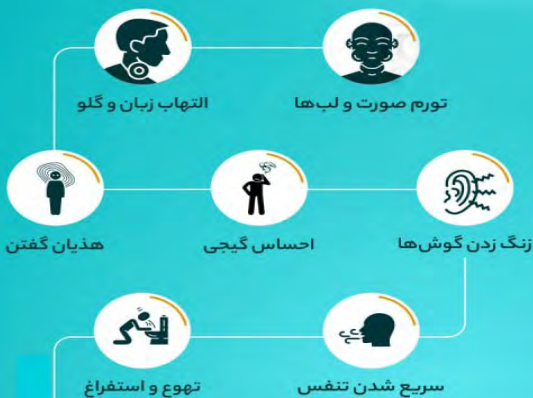 تورم صورت و لب‌ها
التهاب زبان و گلو
زنگ زدن گوش‌ها
احساس گیجی
هذیان گفتن
سریع شدن تنفس
تهوع و استفراغ